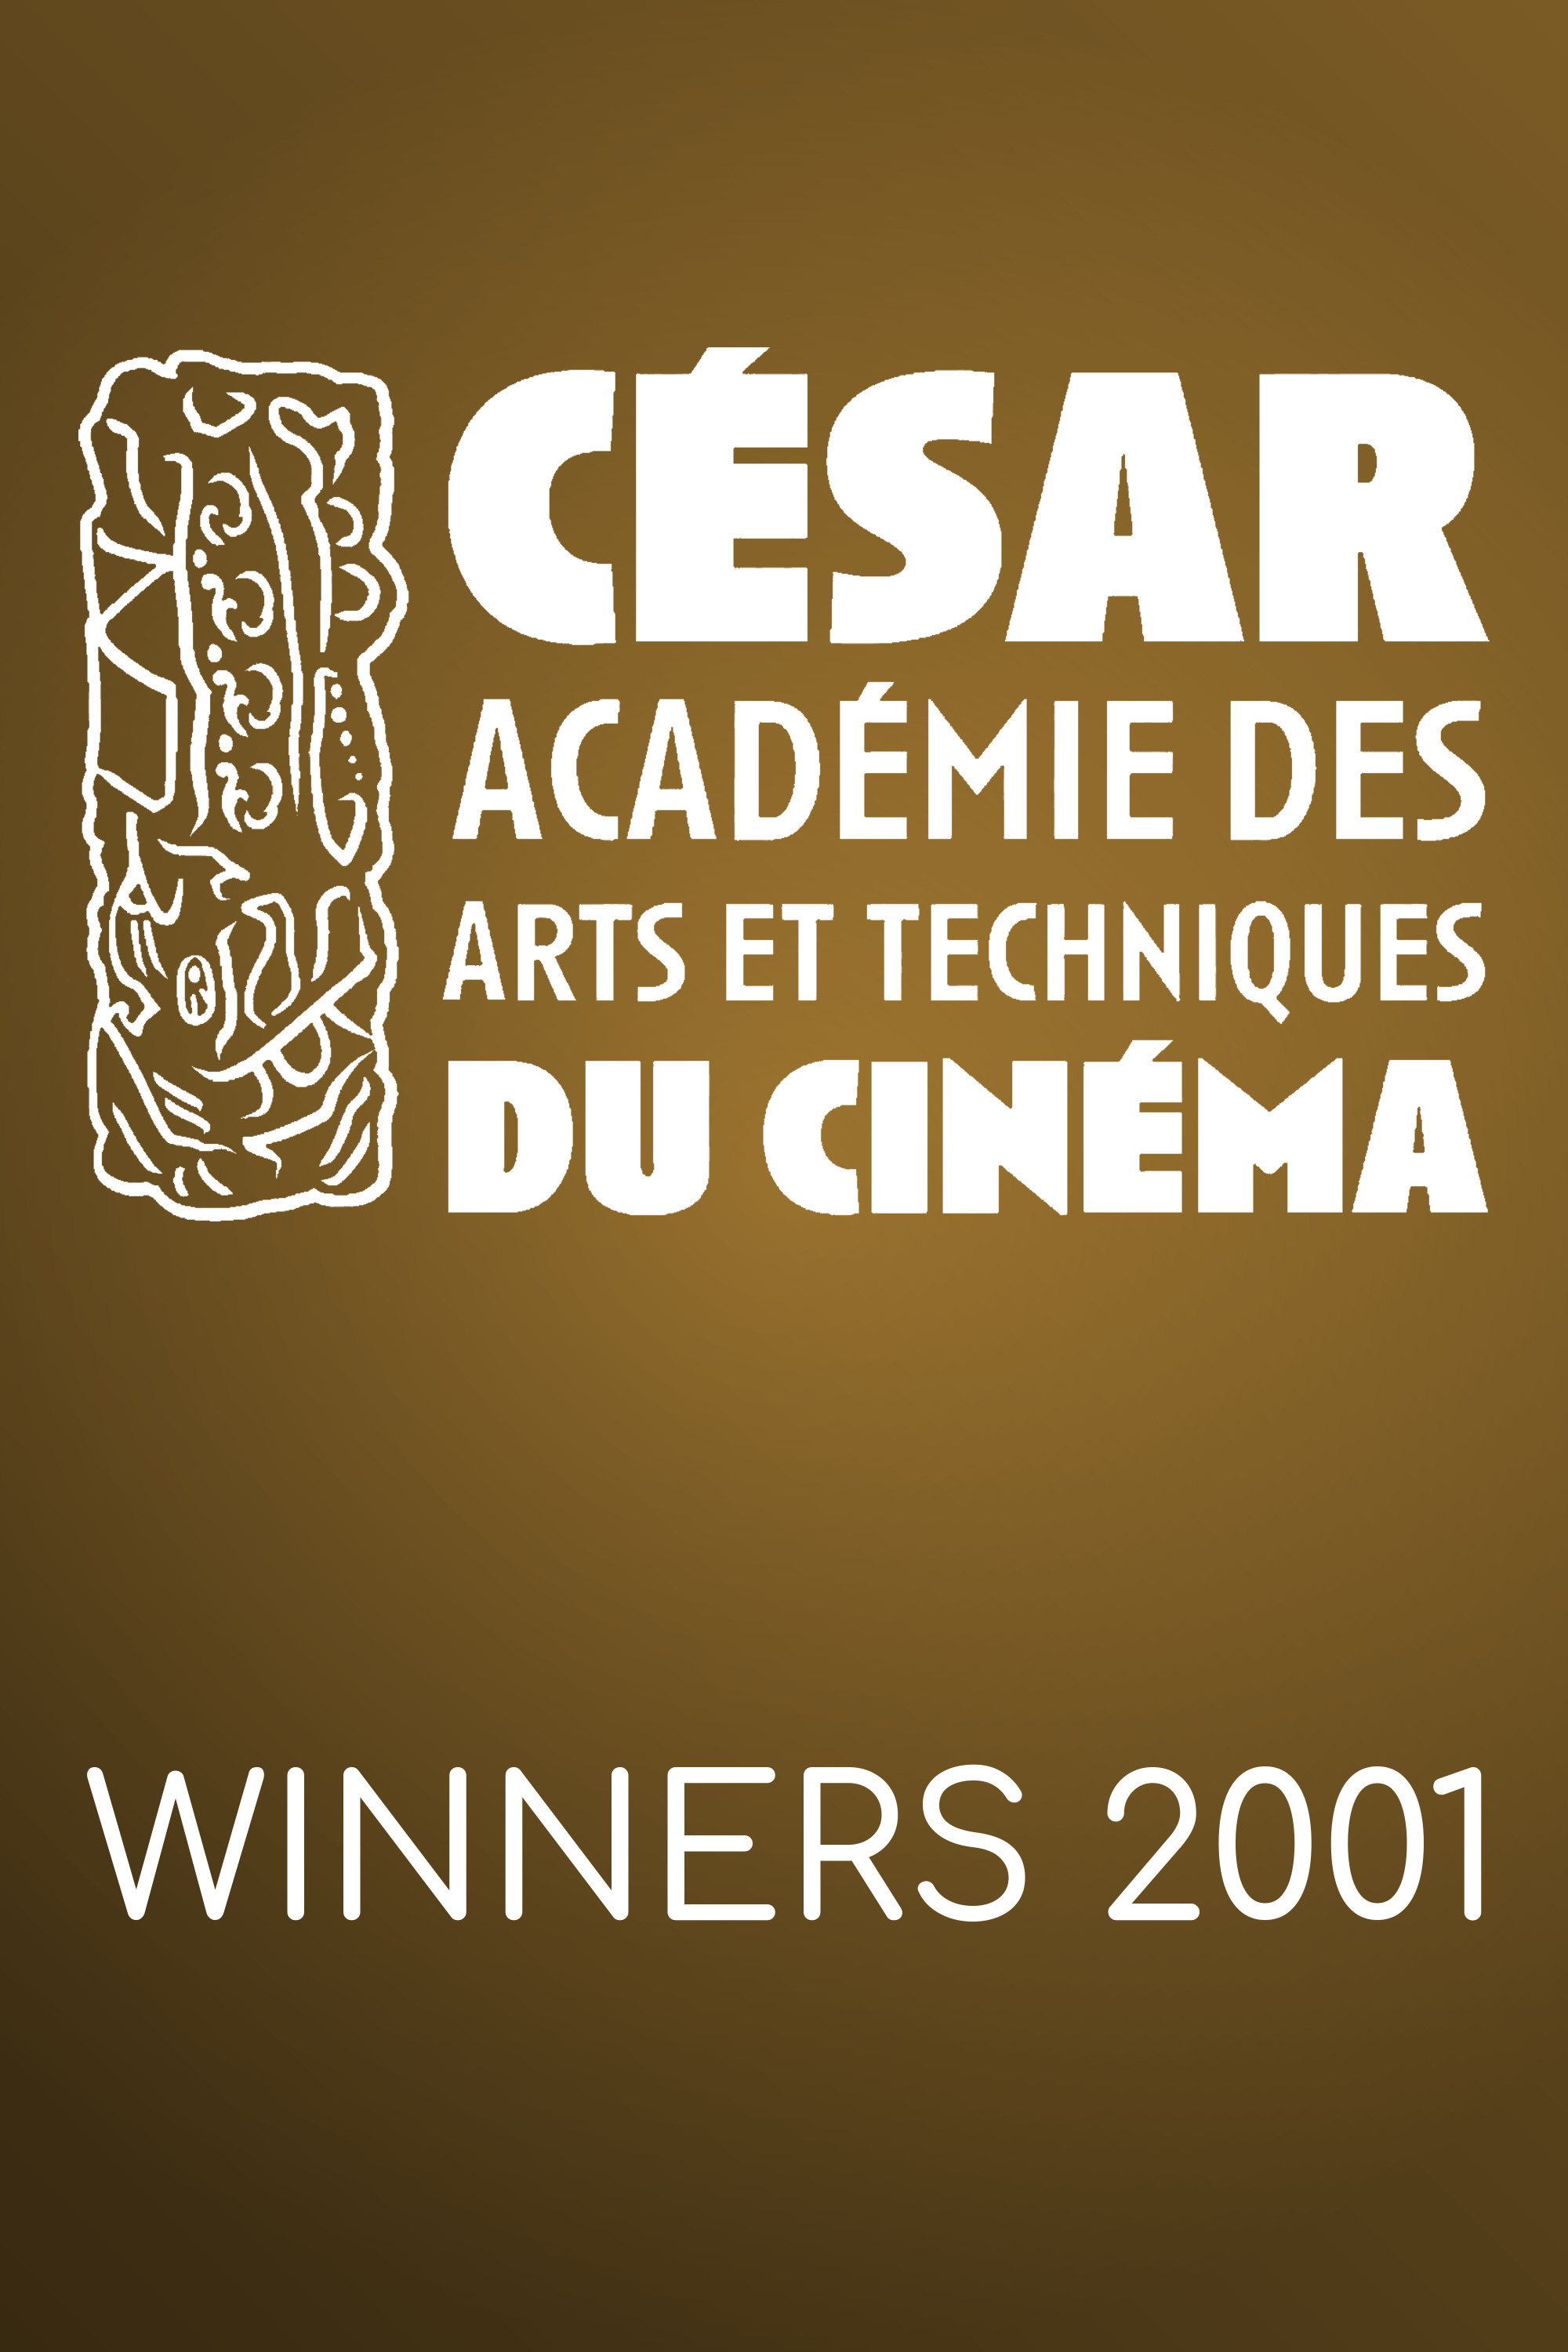 CÉSAR
ACADÉMIE DES
ARTS ET TECHNIQUES
DU CINÉMA
WINNERS 2001